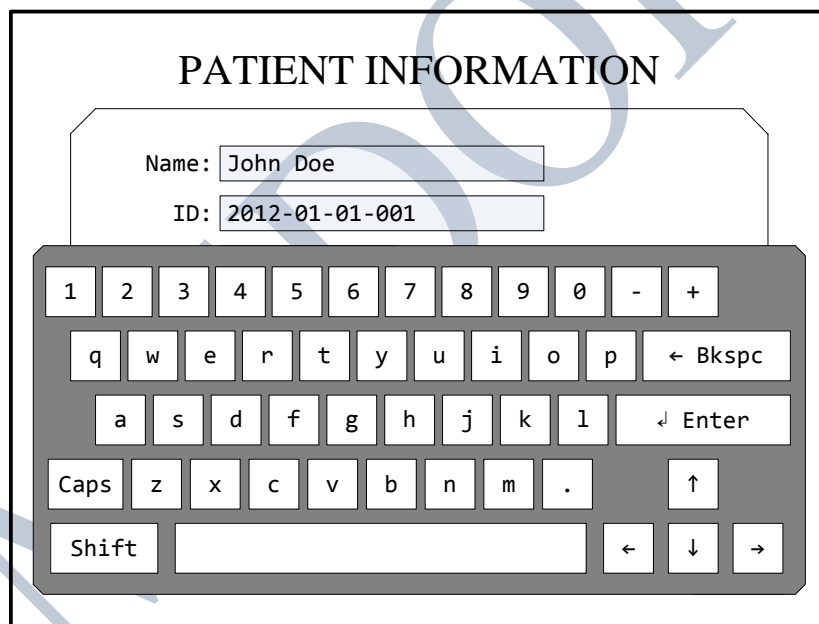 PATIENT INFORMATION
Name: John Doe
ID: 2012-01-01-001
1 2 3 4 5 6 7 8 9 0 - +
q w e r t y u i o p ← Bkspc
a s d f g h j k l ↲ Enter
Caps z x c v b n m . ↑
Shift ← ↓ →